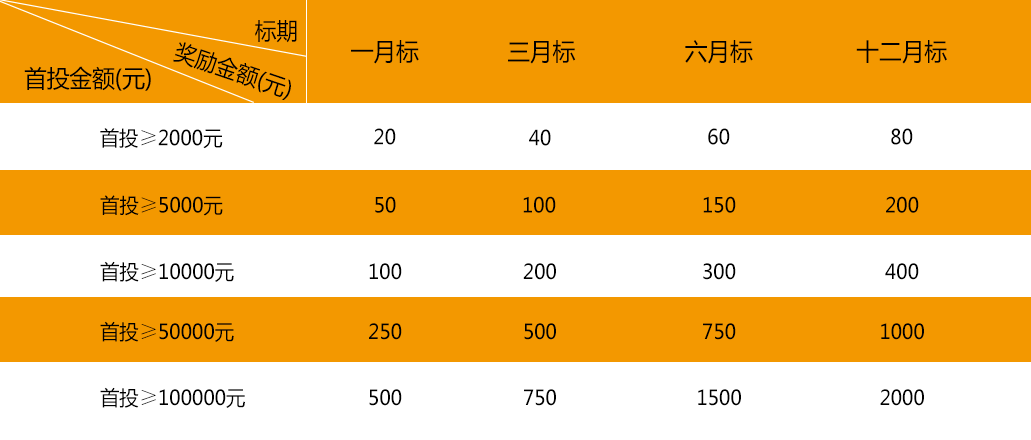 标期
奖励金额(元)
首投金额(元)
一月标 三月标 六月标 十二月标
首投≥2000元 20 40 60 80
首投≥5000元 50 100 150 200
首投≥10000元 100 200 300 400
首投≥50000元 250 500 750 1000
首投≥100000元 500 750 1500 2000